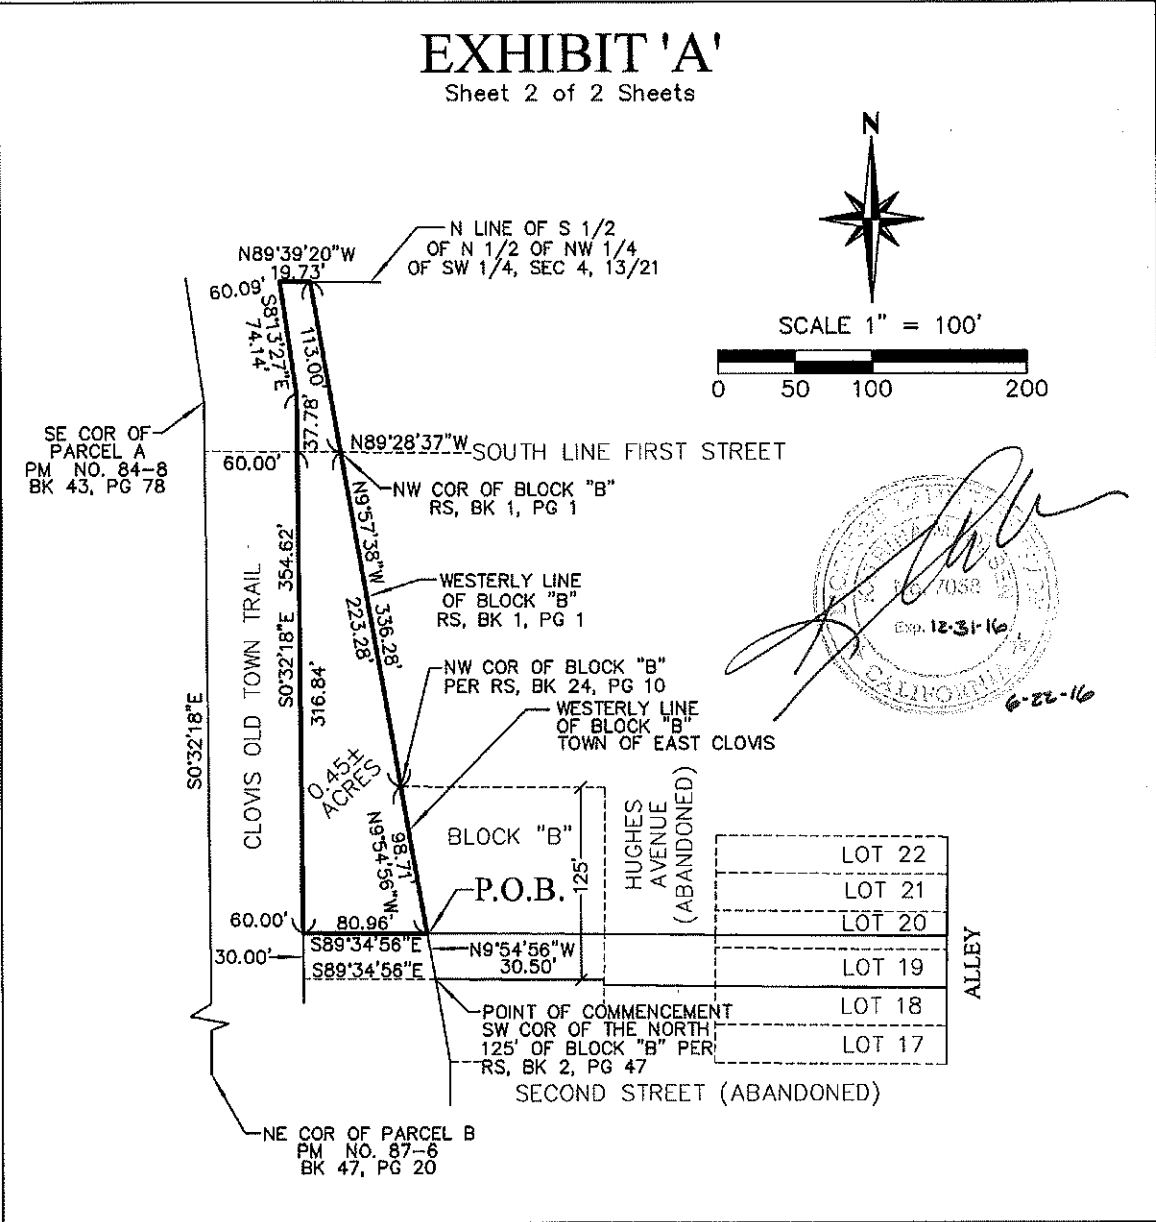 EXHIBIT 'A'
Sheet 2 of 2 Sheets
N
SCALE 1" = 100'
0 50 100 200
N LINE OF S 1/2
OF N 1/2 OF NW 1/4
OF SW 1/4, SEC 4, 13/21
N89°39'20"W
19.73'
60.09'
S8°13'27"E
74.14'
113.00'
37.78'
SE COR OF
PARCEL A
PM NO. 84-8
BK 43, PG 78
60.00'
N89°28'37"W
SOUTH LINE FIRST STREET
NW COR OF BLOCK "B"
RS, BK 1, PG 1
N9°57'38"W 336.28'
223.28'
WESTERLY LINE
OF BLOCK "B"
RS, BK 1, PG 1
S0°32'18"E 354.62'
316.84'
CLOVIS OLD TOWN TRAIL
S0°32'18"E
NW COR OF BLOCK "B"
PER RS, BK 24, PG 10
WESTERLY LINE
OF BLOCK "B"
TOWN OF EAST CLOVIS
0.45±
ACRES
N9°54'56"W
98.71'
BLOCK "B"
125'
HUGHES
AVENUE
(ABANDONED)
P.O.B.
60.00'
80.96'
S89°34'56"E
N9°54'56"W
30.50'
30.00'
S89°34'56"E
POINT OF COMMENCEMENT
SW COR OF THE NORTH
125' OF BLOCK "B" PER
RS, BK 2, PG 47
LOT 22
LOT 21
LOT 20
LOT 19
LOT 18
LOT 17
ALLEY
SECOND STREET (ABANDONED)
NE COR OF PARCEL B
PM NO. 87-6
BK 47, PG 20
7058
Exp. 12-31-16
CALIFORNIA
6-22-16